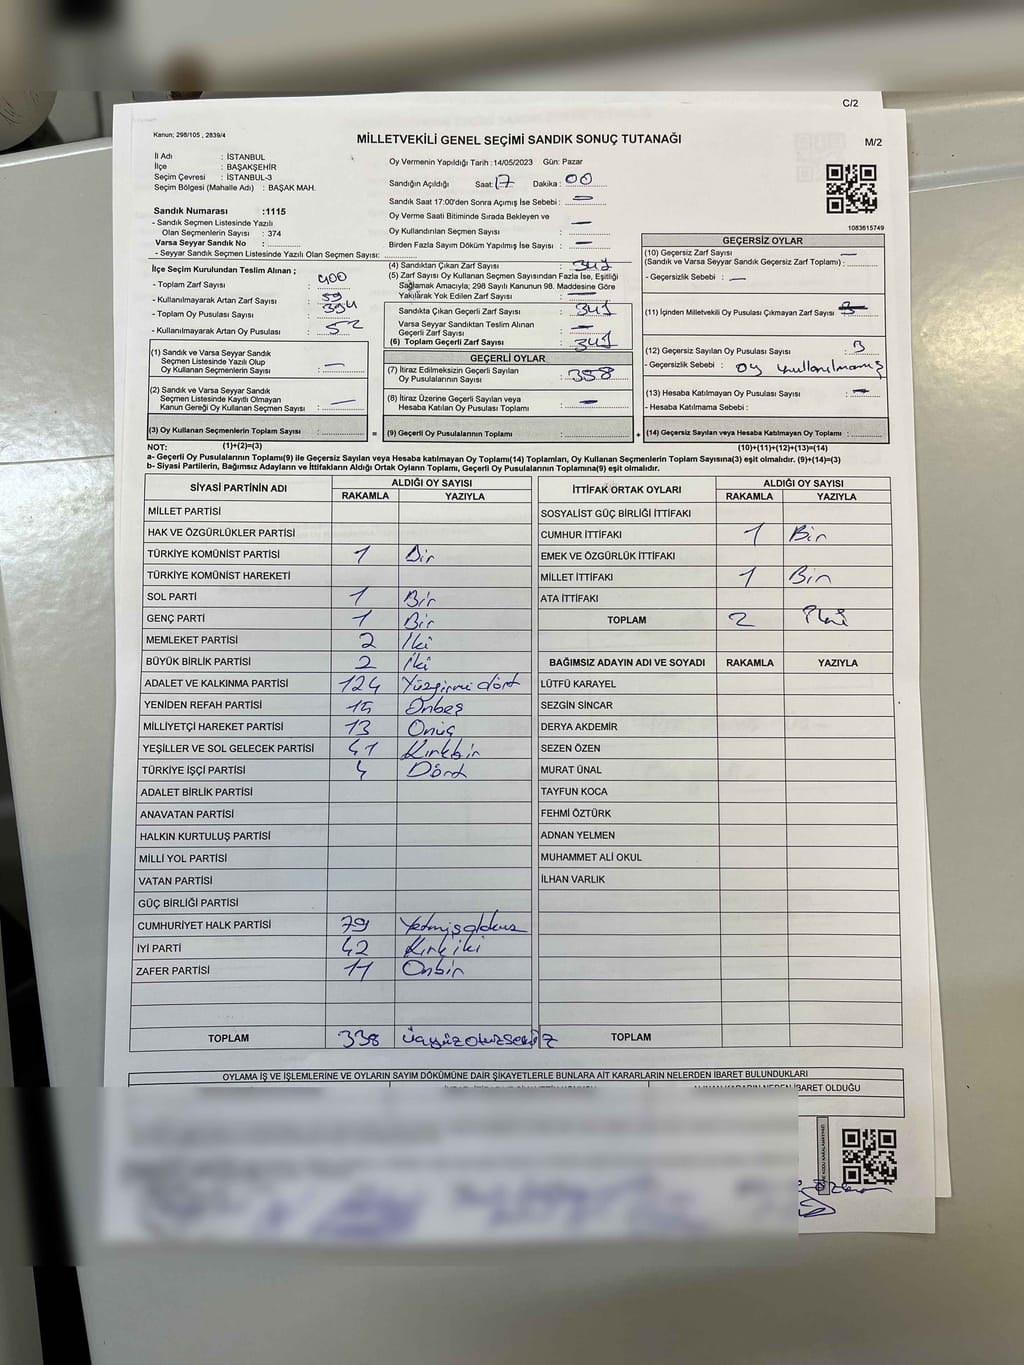 C/2
Kanun; 298/105 , 2839/4
MİLLETVEKİLİ GENEL SEÇİMİ SANDIK SONUÇ TUTANAĞI
M/2
İl Adı : İSTANBUL
İlçe : BAŞAKŞEHİR
Seçim Çevresi : İSTANBUL-3
Seçim Bölgesi (Mahalle Adı) : BAŞAK MAH.
Sandık Numarası :1115
- Sandık Seçmen Listesinde Yazılı
Olan Seçmenlerin Sayısı : 374
Varsa Seyyar Sandık No :
- Seyyar Sandık Seçmen Listesinde Yazılı Olan Seçmen Sayısı:
Oy Vermenin Yapıldığı Tarih :14/05/2023 Gün: Pazar
Sandığın Açıldığı Saat: 17 Dakika : 00
Sandık Saat 17:00'den Sonra Açımış İse Sebebi : —
Oy Verme Saati Bitiminde Sırada Bekleyen ve
Oy Kullandırılan Seçmen Sayısı : —
Birden Fazla Sayım Döküm Yapılmış İse Sayısı : —
1083615749
İlçe Seçim Kurulundan Teslim Alınan ;
- Toplam Zarf Sayısı : 400
- Kullanılmayarak Artan Zarf Sayısı : 59
- Toplam Oy Pusulası Sayısı : 394
- Kullanılmayarak Artan Oy Pusulası : 52
(1) Sandık ve Varsa Seyyar Sandık
Seçmen Listesinde Yazılı Olup
Oy Kullanan Seçmenlerin Sayısı : —
(2) Sandık ve Varsa Seyyar Sandık
Seçmen Listesinde Kayıtlı Olmayan
Kanun Gereği Oy Kullanan Seçmen Sayısı : —
(3) Oy Kullanan Seçmenlerin Toplam Sayısı :
(4) Sandıktan Çıkan Zarf Sayısı :
(5) Zarf Sayısı Oy Kullanan Seçmen Sayısından Fazla İse, Eşitliği
Sağlamak Amacıyla; 298 Sayılı Kanunun 98. Maddesine Göre
Yakılarak Yok Edilen Zarf Sayısı : —
Sandıkta Çıkan Geçerli Zarf Sayısı : 341
Varsa Seyyar Sandıktan Teslim Alınan
Geçerli Zarf Sayısı : —
(6) Toplam Geçerli Zarf Sayısı : 341
GEÇERLİ OYLAR
(7) İtiraz Edilmeksizin Geçerli Sayılan
Oy Pusulalarının Sayısı :
(8) İtiraz Üzerine Geçerli Sayılan veya
Hesaba Katılan Oy Pusulası Toplamı : —
= (9) Geçerli Oy Pusulalarının Toplamı :
GEÇERSİZ OYLAR
(10) Geçersiz Zarf Sayısı —
(Sandık ve Varsa Seyyar Sandık Geçersiz Zarf Toplamı) :
- Geçersizlik Sebebi : —
(11) İçinden Milletvekili Oy Pusulası Çıkmayan Zarf Sayısı :
(12) Geçersiz Sayılan Oy Pusulası Sayısı : 3
- Geçersizlik Sebebi : oy kullanılmamış
(13) Hesaba Katılmayan Oy Pusulası Sayısı : —
- Hesaba Katılmama Sebebi :
+ (14) Geçersiz Sayılan veya Hesaba Katılmayan Oy Toplamı :
NOT: (1)+(2)=(3) (10)+(11)+(12)+(13)=(14)
a- Geçerli Oy Pusulalarının Toplamı(9) ile Geçersiz Sayılan veya Hesaba Katılmayan Oy Toplamı(14) Toplamları, Oy Kullanan Seçmenlerin Toplam Sayısına(3) eşit olmalıdır. (9)+(14)=(3)
b- Siyasi Partilerin, Bağımsız Adayların ve İttifakların Aldığı Ortak Oyların Toplamı, Geçerli Oy Pusulalarının Toplamına(9) eşit olmalıdır.
SİYASİ PARTİNİN ADI ALDIĞI OY SAYISI
RAKAMLA YAZIYLA
MİLLET PARTİSİ
HAK VE ÖZGÜRLÜKLER PARTİSİ
TÜRKİYE KOMÜNİST PARTİSİ 1 Bir
TÜRKİYE KOMÜNİST HAREKETİ
SOL PARTİ 1 Bir
GENÇ PARTİ 1 Bir
MEMLEKET PARTİSİ 2 İki
BÜYÜK BİRLİK PARTİSİ 2 İki
ADALET VE KALKINMA PARTİSİ 124 Yüzyirmi dört
YENİDEN REFAH PARTİSİ 15 Onbeş
MİLLİYETÇİ HAREKET PARTİSİ 13 Onüç
YEŞİLLER VE SOL GELECEK PARTİSİ 41 Kırkbir
TÜRKİYE İŞÇİ PARTİSİ 4 Dört
ADALET BİRLİK PARTİSİ
ANAVATAN PARTİSİ
HALKIN KURTULUŞ PARTİSİ
MİLLİ YOL PARTİSİ
VATAN PARTİSİ
GÜÇ BİRLİĞİ PARTİSİ
CUMHURİYET HALK PARTİSİ 79 Yetmişdokuz
İYİ PARTİ 42 Kırkiki
ZAFER PARTİSİ 11 Onbir
TOPLAM 338 üçyüzotuzsekiz
İTTİFAK ORTAK OYLARI ALDIĞI OY SAYISI
RAKAMLA YAZIYLA
SOSYALİST GÜÇ BİRLİĞİ İTTİFAKI
CUMHUR İTTİFAKI 1 Bir
EMEK VE ÖZGÜRLÜK İTTİFAKI
MİLLET İTTİFAKI 1 Bir
ATA İTTİFAKI
TOPLAM 2
BAĞIMSIZ ADAYIN ADI VE SOYADI RAKAMLA YAZIYLA
LÜTFÜ KARAYEL
SEZGİN SİNCAR
DERYA AKDEMİR
SEZEN ÖZEN
MURAT ÜNAL
TAYFUN KOCA
FEHMİ ÖZTÜRK
ADNAN YELMEN
MUHAMMET ALİ OKUL
İLHAN VARLIK
TOPLAM
OYLAMA İŞ VE İŞLEMLERİNE VE OYLARIN SAYIM DÖKÜMÜNE DAİR ŞİKAYETLERLE BUNLARA AİT KARARLARIN NELERDEN İBARET BULUNDUKLARI
İBARET OLDUĞU